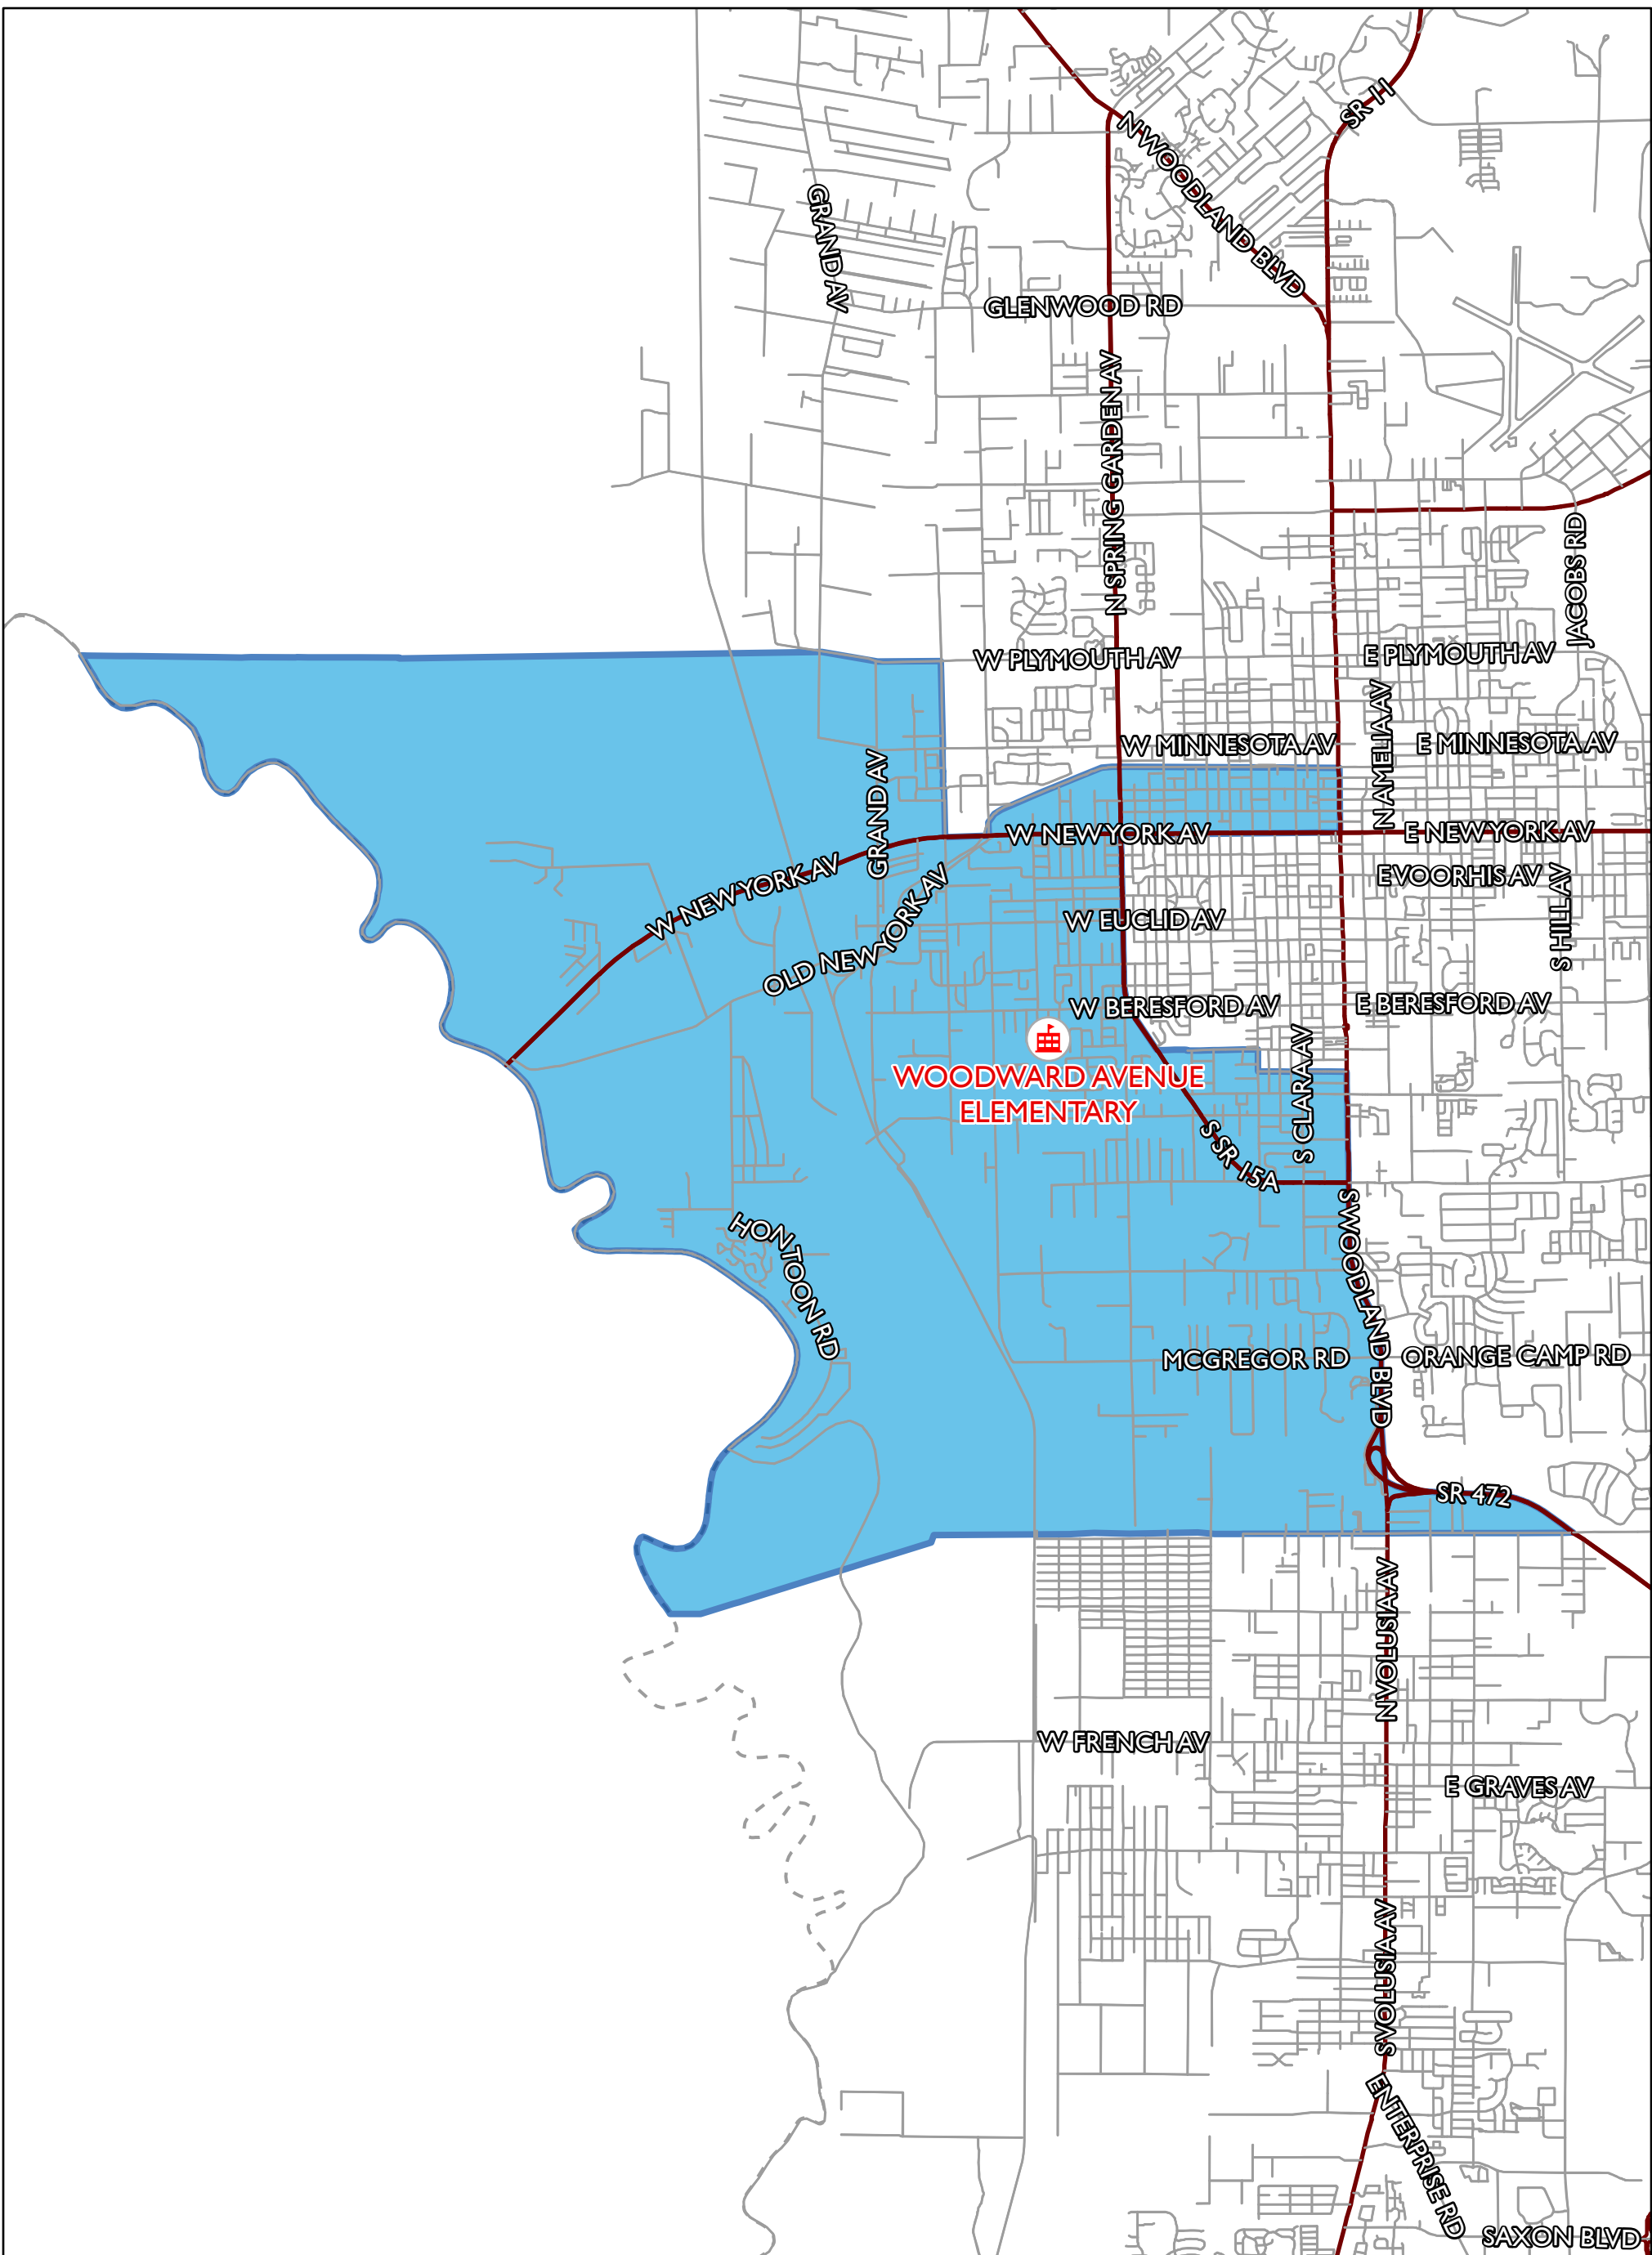 SR 11
N WOODLAND BLVD
GRAND AV
GLENWOOD RD
N SPRING GARDEN AV
JACOBS RD
W PLYMOUTH AV
E PLYMOUTH AV
N AMELIA AV
W MINNESOTA AV
E MINNESOTA AV
GRAND AV
W NEW YORK AV
E NEW YORK AV
W NEW YORK AV
OLD NEW YORK AV
E VOORHIS AV
S HILL AV
W EUCLID AV
W BERESFORD AV
E BERESFORD AV
WOODWARD AVENUE
ELEMENTARY
S CLARA AV
S SR 15A
S WOODLAND BLVD
HONTOON RD
MCGREGOR RD
ORANGE CAMP RD
SR 472
N VOLUSIA AV
W FRENCH AV
E GRAVES AV
S VOLUSIA AV
ENTERPRISE RD
SAXON BLVD